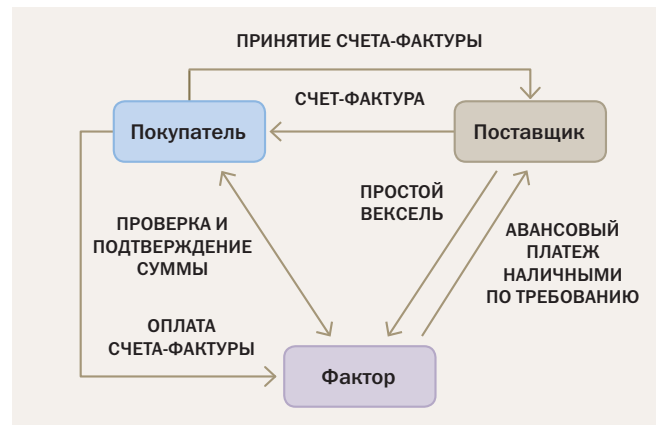 ПРИНЯТИЕ СЧЕТА-ФАКТУРЫ
СЧЕТ-ФАКТУРА
Покупатель
Поставщик
ПРОСТОЙ
ВЕКСЕЛЬ
ПРОВЕРКА И
ПОДТВЕРЖДЕНИЕ
СУММЫ
АВАНСОВЫЙ
ПЛАТЕЖ
НАЛИЧНЫМИ
ПО ТРЕБОВАНИЮ
ОПЛАТА
СЧЕТА-ФАКТУРЫ
Фактор